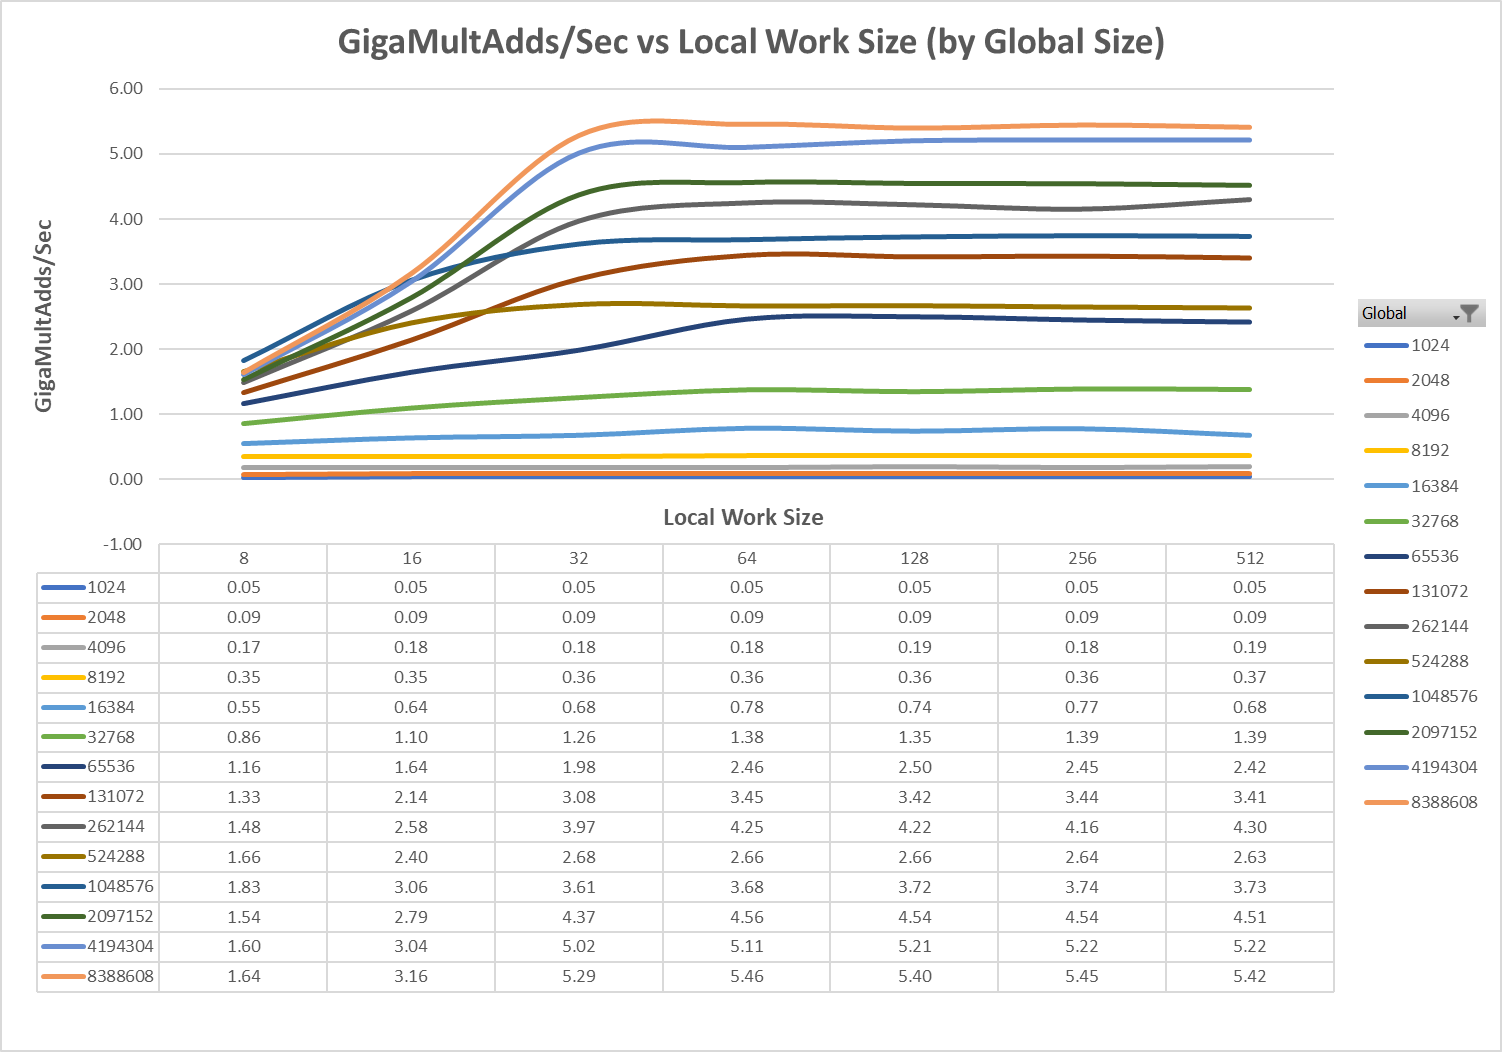 GigaMultAdds/Sec vs Local Work Size (by Global Size)
6.00
5.00
4.00
3.00
2.00
1.00
0.00
-1.00
GigaMultAdds/Sec
Local Work Size
8 16 32 64 128 256 512
1024 0.05 0.05 0.05 0.05 0.05 0.05 0.05
2048 0.09 0.09 0.09 0.09 0.09 0.09 0.09
4096 0.17 0.18 0.18 0.18 0.19 0.18 0.19
8192 0.35 0.35 0.36 0.36 0.36 0.36 0.37
16384 0.55 0.64 0.68 0.78 0.74 0.77 0.68
32768 0.86 1.10 1.26 1.38 1.35 1.39 1.39
65536 1.16 1.64 1.98 2.46 2.50 2.45 2.42
131072 1.33 2.14 3.08 3.45 3.42 3.44 3.41
262144 1.48 2.58 3.97 4.25 4.22 4.16 4.30
524288 1.66 2.40 2.68 2.66 2.66 2.64 2.63
1048576 1.83 3.06 3.61 3.68 3.72 3.74 3.73
2097152 1.54 2.79 4.37 4.56 4.54 4.54 4.51
4194304 1.60 3.04 5.02 5.11 5.21 5.22 5.22
8388608 1.64 3.16 5.29 5.46 5.40 5.45 5.42
Global
1024
2048
4096
8192
16384
32768
65536
131072
262144
524288
1048576
2097152
4194304
8388608